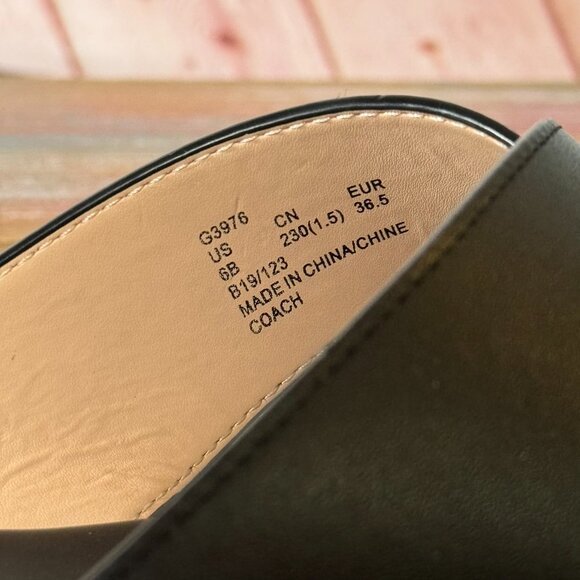 G3976
US CN EUR
6B 230(1.5) 36.5
B19/123
MADE IN CHINA/CHINE
COACH